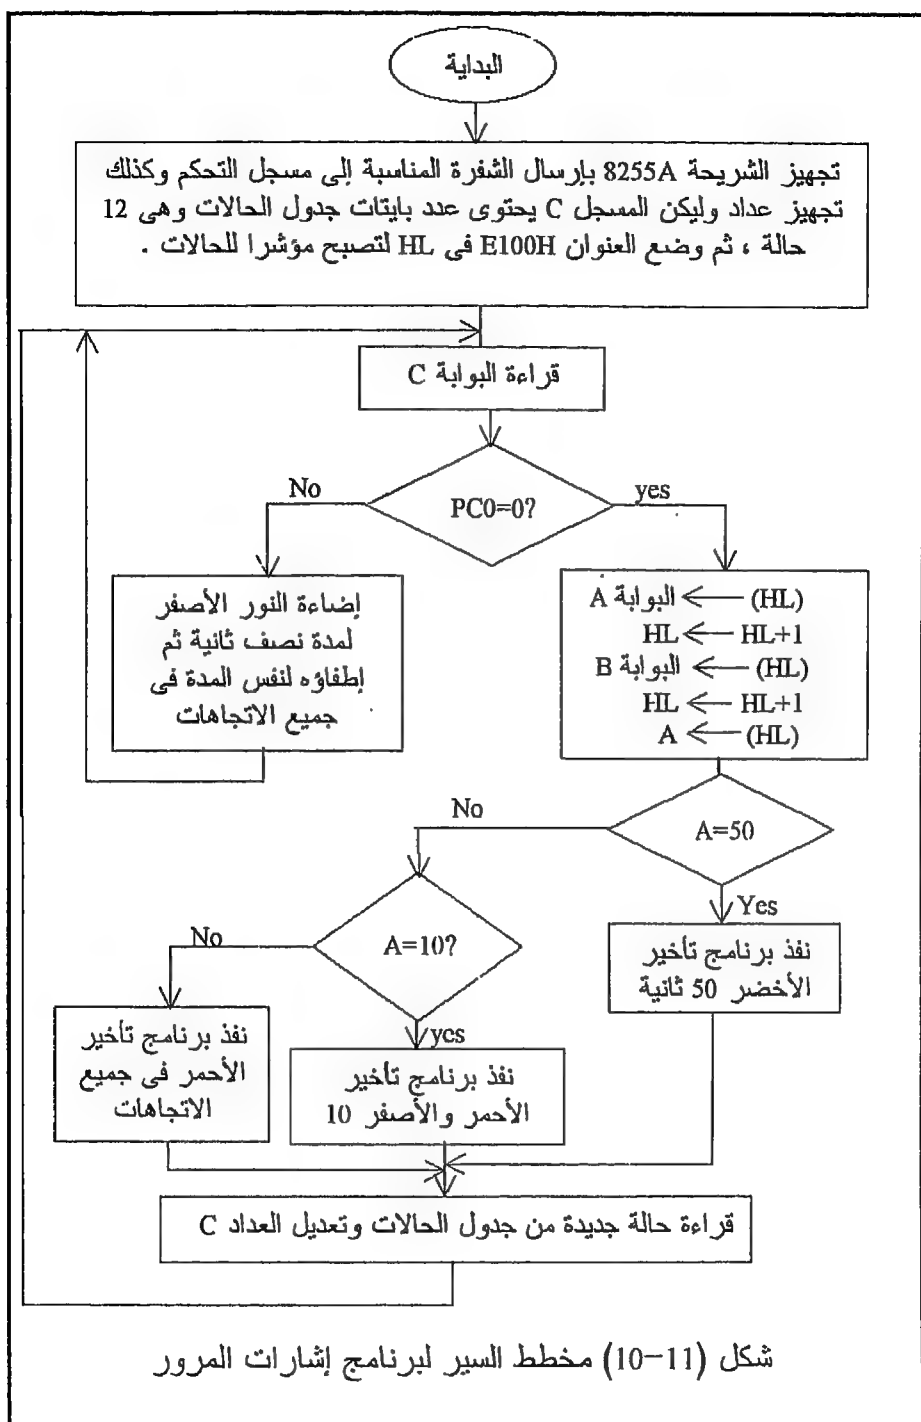 البداية
تجهيز الشريحة 8255A بإرسال الشفرة المناسبة إلى مسجل التحكم وكذلك
تجهيز عداد وليكن المسجل C يحتوى عدد بايتات جدول الحالات وهى 12
حالة ، ثم وضع العنوان E100H فى HL لتصبح مؤشرا للحالات .
قراءة البوابة C
PC0=0?
No
yes
إضاءة النور الأصفر
لمدة نصف ثانية ثم
إطفاؤه لنفس المدة فى
جميع الاتجاهات
البوابة A ← (HL)
HL ← HL+1
البوابة B ← (HL)
HL ← HL+1
A ← (HL)
A=50
No
Yes
نفذ برنامج تأخير
الأخضر 50 ثانية
A=10?
No
yes
نفذ برنامج تأخير
الأحمر فى جميع
الاتجاهات
نفذ برنامج تأخير
الأحمر والأصفر 10
قراءة حالة جديدة من جدول الحالات وتعديل العداد C
شكل (10-11) مخطط السير لبرنامج إشارات المرور